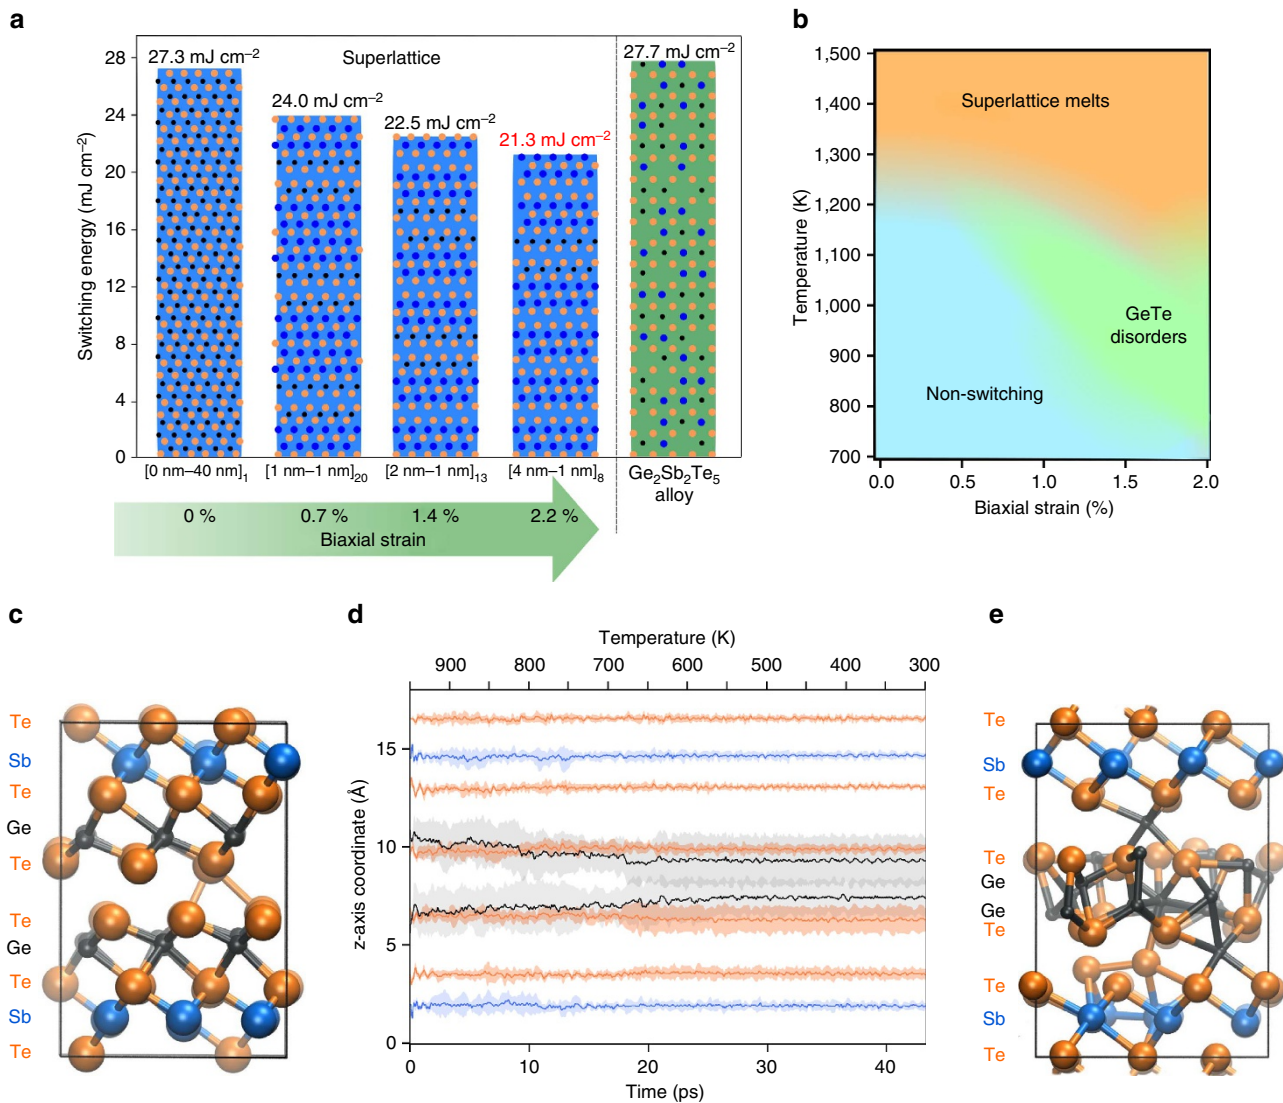 a
28
24
20
16
12
8
4
0
Switching energy (mJ cm⁻²)
27.3 mJ cm⁻²
Superlattice
24.0 mJ cm⁻²
22.5 mJ cm⁻²
21.3 mJ cm⁻²
27.7 mJ cm⁻²
[0 nm–40 nm]₁
[1 nm–1 nm]₂₀
[2 nm–1 nm]₁₃
[4 nm–1 nm]₈
Ge₂Sb₂Te₅
alloy
0 %
0.7 %
1.4 %
2.2 %
Biaxial strain
b
1,500
1,400
1,300
1,200
1,100
1,000
900
800
700
Temperature (K)
Superlattice melts
GeTe
disorders
Non-switching
0.0
0.5
1.0
1.5
2.0
Biaxial strain (%)
c
Te
Sb
Te
Ge
Te
Te
Ge
Te
Sb
Te
d
Temperature (K)
900
800
700
600
500
400
300
15
10
5
0
z-axis coordinate (Å)
0
10
20
30
40
Time (ps)
e
Te
Sb
Te
Te
Ge
Ge
Te
Te
Sb
Te